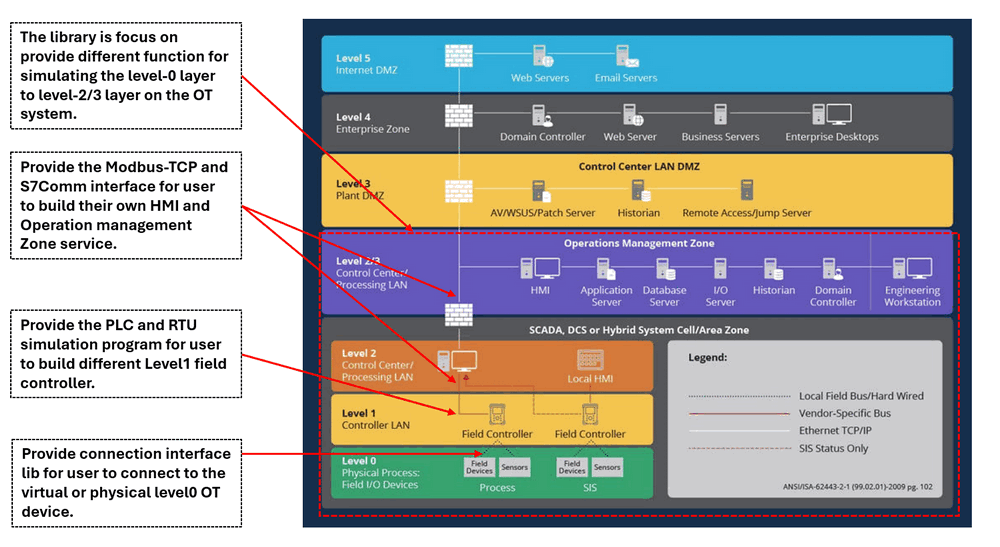 The library is focus on
provide different function for
simulating the level-0 layer
to level-2/3 layer on the OT
system.
Provide the Modbus-TCP and
S7Comm interface for user
to build their own HMI and
Operation management
Zone service.
Provide the PLC and RTU
simulation program for user
to build different Level1 field
controller.
Provide connection interface
lib for user to connect to the
virtual or physical level0 OT
device.
Level 5
Internet DMZ
Web Servers
Email Servers
Level 4
Enterprise Zone
Domain Controller
Web Server
Business Servers
Enterprise Desktops
Control Center LAN DMZ
Level 3
Plant DMZ
AV/WSUS/Patch Server
Historian
Remote Access/Jump Server
Operations Management Zone
Level 2/3
Control Center/
Processing LAN
HMI
Application
Server
Database
Server
I/O
Server
Historian
Domain
Controller
Engineering
Workstation
SCADA, DCS or Hybrid System Cell/Area Zone
Level 2
Control Center/
Processing LAN
Local HMI
Level 1
Controller LAN
Field Controller
Field Controller
Level 0
Physical Process:
Field I/O Devices
Field
Devices
Sensors
Process
Field
Devices
Sensors
SIS
Legend:
Local Field Bus/Hard Wired
Vendor-Specific Bus
Ethernet TCP/IP
SIS Status Only
ANSI/ISA-62443-2-1 (99.02.01)-2009 pg. 102